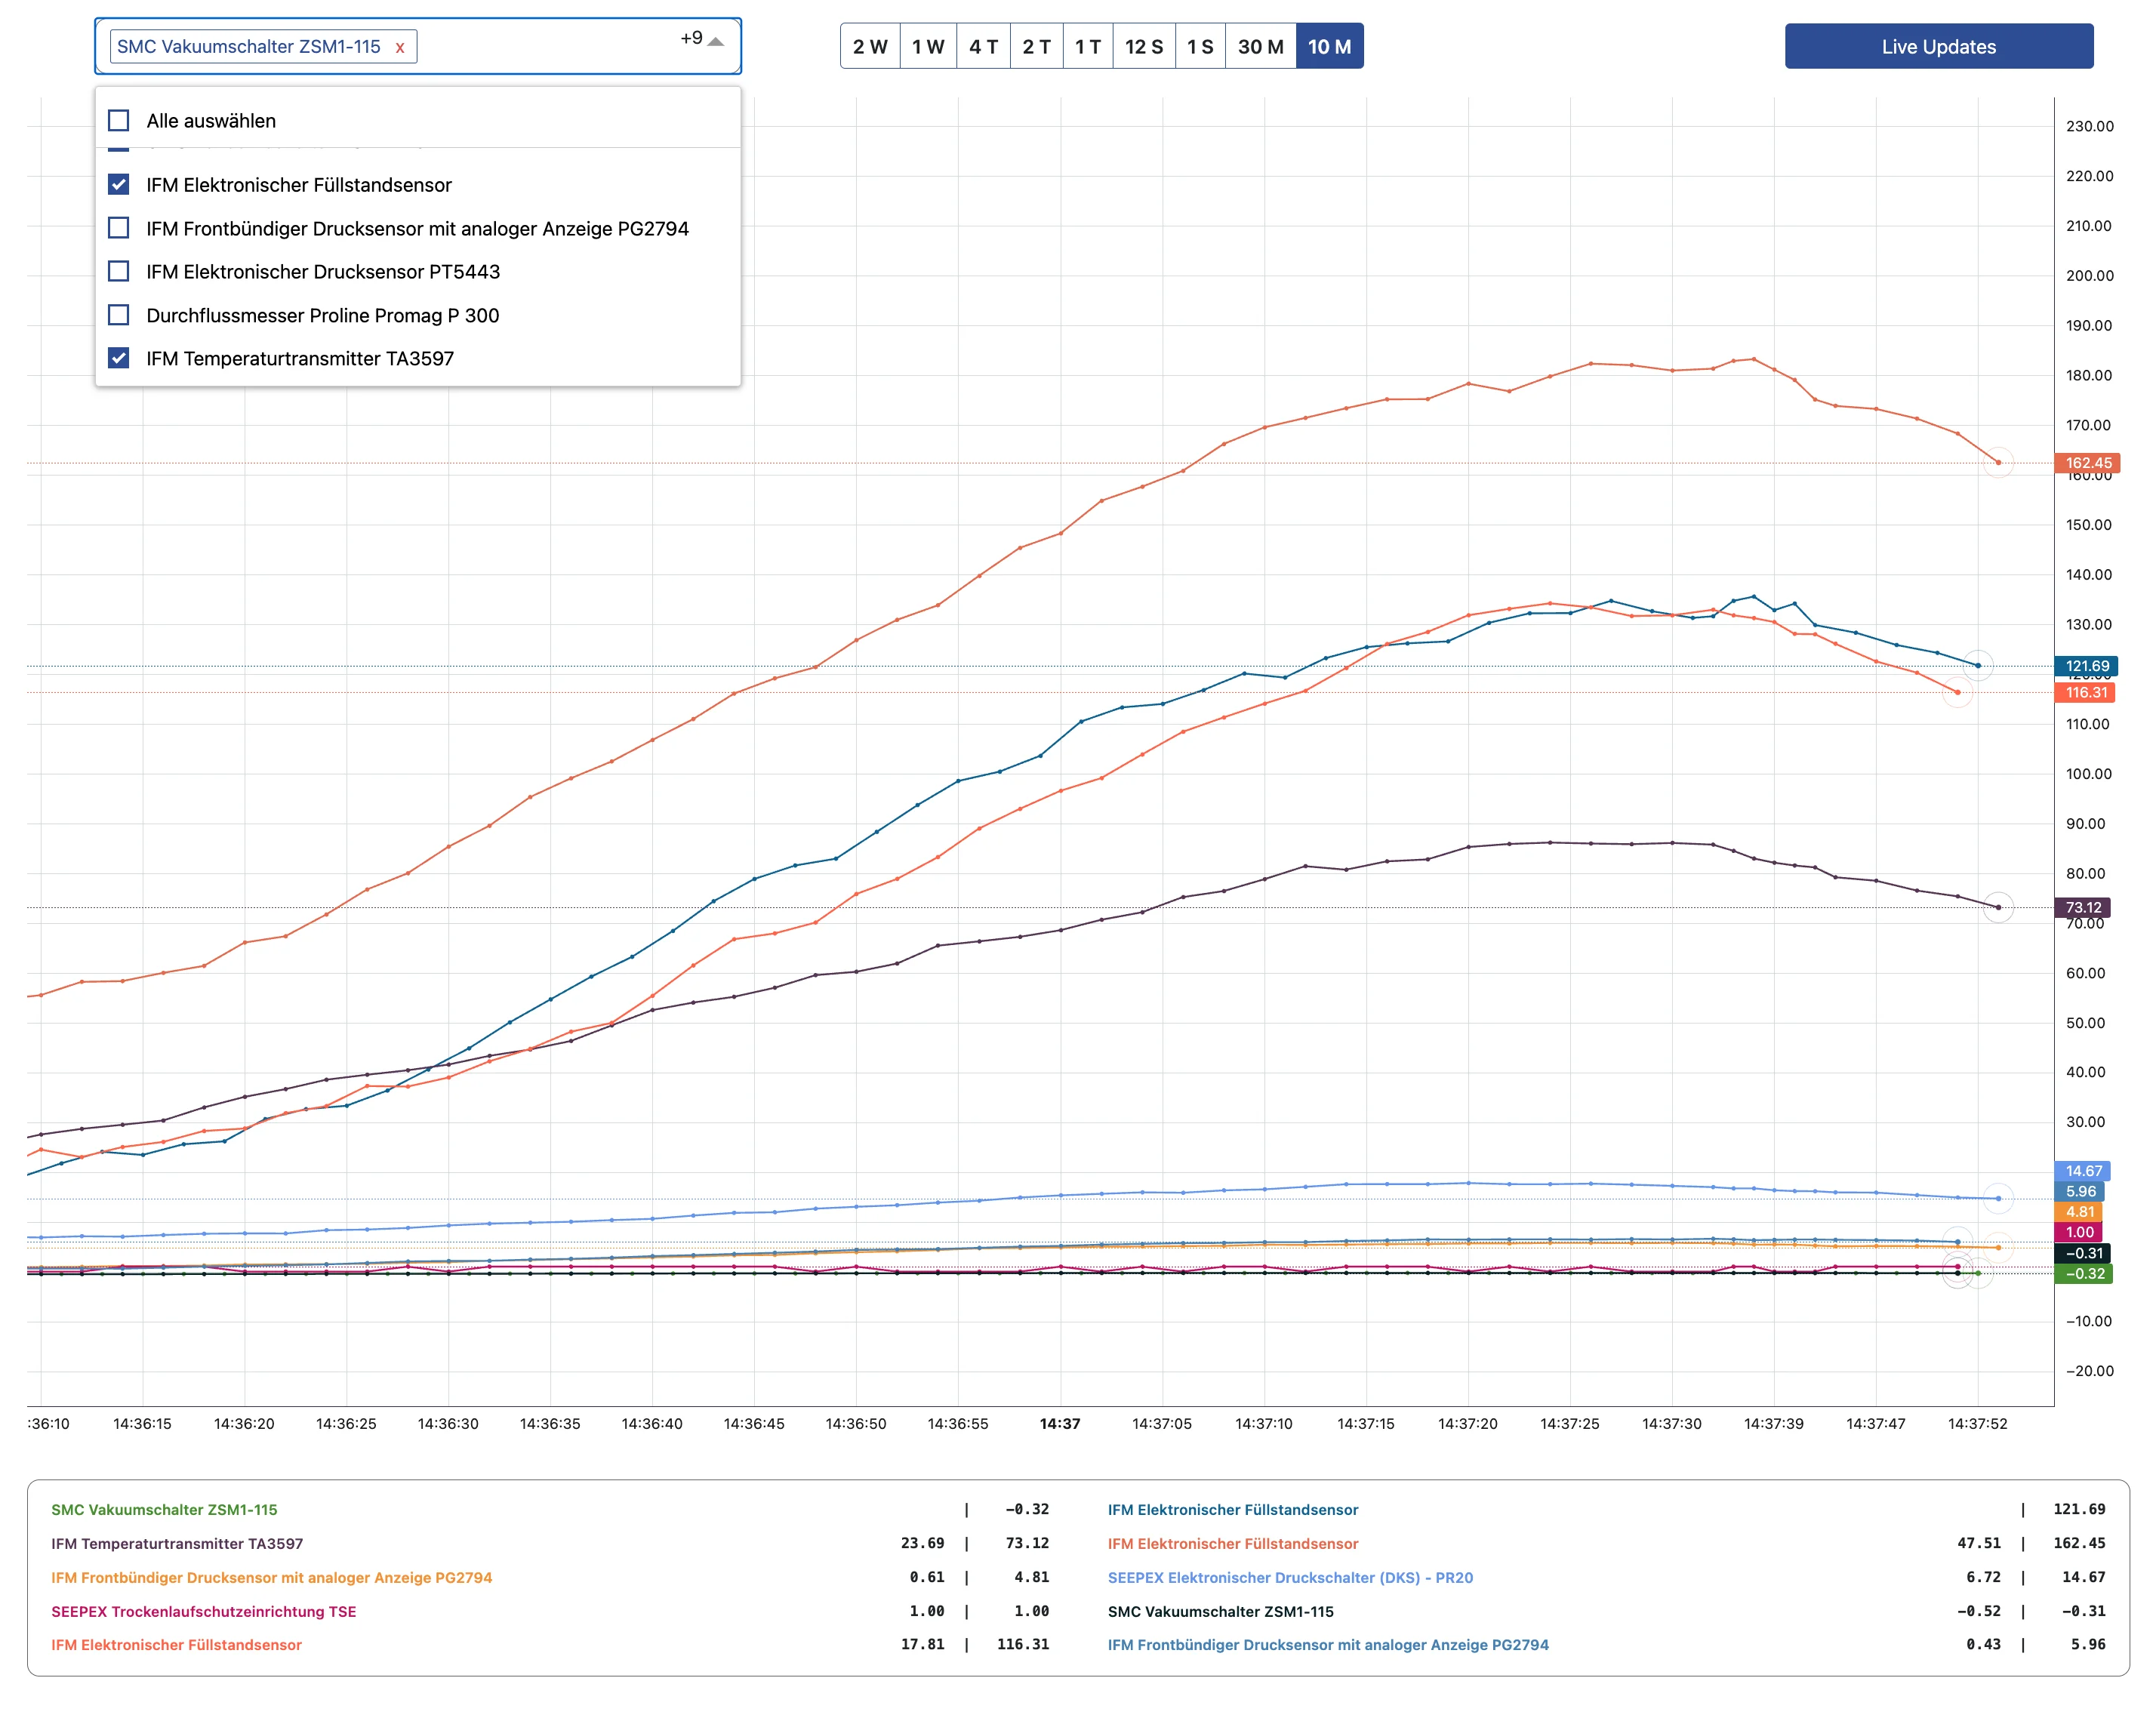 SMC Vakuumschalter ZSM1-115 x +9
2 W 1 W 4 T 2 T 1 T 12 S 1 S 30 M 10 M
Live Updates
Alle auswählen
IFM Elektronischer Füllstandsensor
IFM Frontbündiger Drucksensor mit analoger Anzeige PG2794
IFM Elektronischer Drucksensor PT5443
Durchflussmesser Proline Promag P 300
IFM Temperaturtransmitter TA3597
230.00
220.00
210.00
200.00
190.00
180.00
170.00
162.45
160.00
150.00
140.00
130.00
121.69
120.00
116.31
110.00
100.00
90.00
80.00
73.12
70.00
60.00
50.00
40.00
30.00
14.67
5.96
4.81
1.00
−0.31
−0.32
−10.00
−20.00
:36:10 14:36:15 14:36:20 14:36:25 14:36:30 14:36:35 14:36:40 14:36:45 14:36:50 14:36:55 14:37 14:37:05 14:37:10 14:37:15 14:37:20 14:37:25 14:37:30 14:37:39 14:37:47 14:37:52
SMC Vakuumschalter ZSM1-115 | −0.32
IFM Elektronischer Füllstandsensor | 121.69
IFM Temperaturtransmitter TA3597 23.69 | 73.12
IFM Elektronischer Füllstandsensor 47.51 | 162.45
IFM Frontbündiger Drucksensor mit analoger Anzeige PG2794 0.61 | 4.81
SEEPEX Elektronischer Druckschalter (DKS) - PR20 6.72 | 14.67
SEEPEX Trockenlaufschutzeinrichtung TSE 1.00 | 1.00
SMC Vakuumschalter ZSM1-115 −0.52 | −0.31
IFM Elektronischer Füllstandsensor 17.81 | 116.31
IFM Frontbündiger Drucksensor mit analoger Anzeige PG2794 0.43 | 5.96